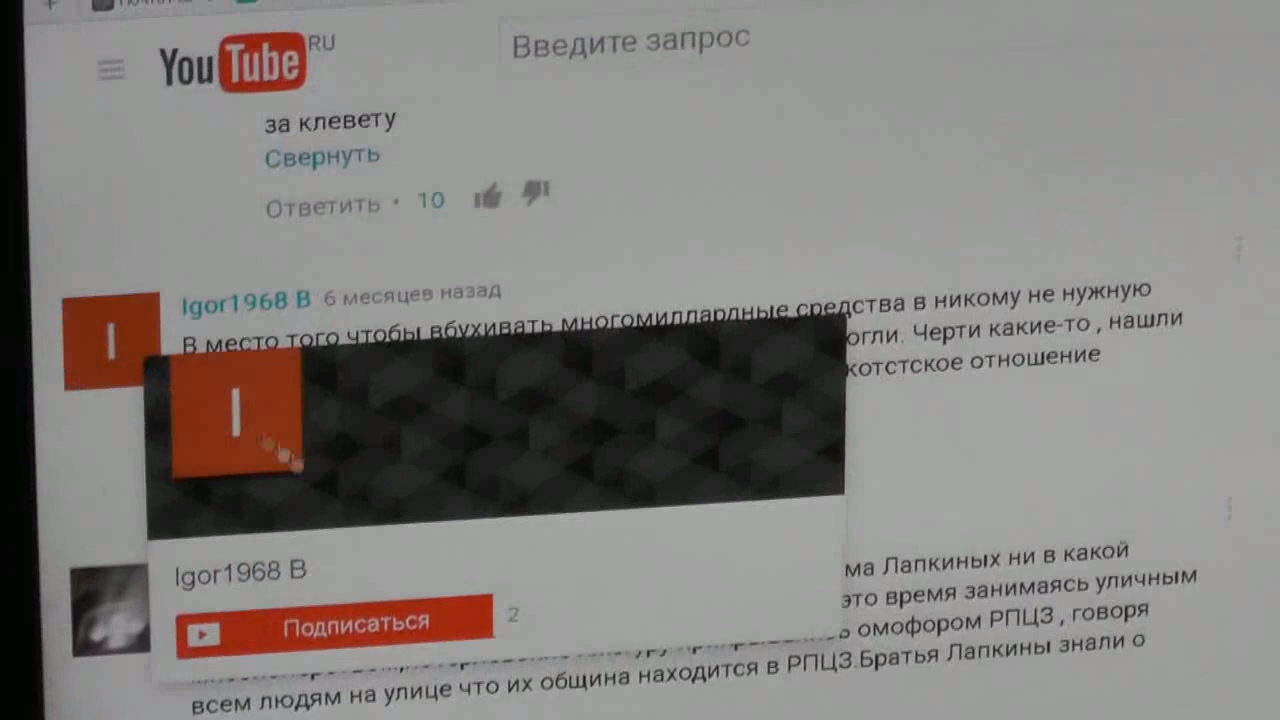 YouTube RU
Введите запрос
за клевету
Свернуть
Ответить • 10
I
Igor1968 В 6 месяцев назад
В место того чтобы вбухивать многомиллардные средства в никому не нужную
огли. Черти какие-то , нашли
котстское отношение
I
Igor1968 В
Подписаться 2
ма Лапкиных ни в какой
это время занимаясь уличным
омофором РПЦЗ , говоря
всем людям на улице что их община находится в РПЦЗ.Братья Лапкины знали о